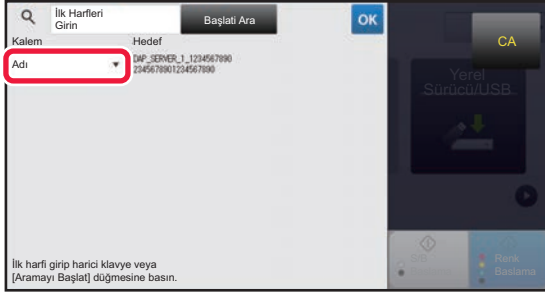 İlk Harfleri
Girin
Başlati Ara
OK
CA
Kalem
Hedef
Adı
DAP_SERVER_1_1234567890
2345678901234567890
Yerel
Sürücü/USB
S/B
Renk
Başlatma
İlk harfi girip harici klavye veya
[Aramayı Başlat] düğmesine basın.